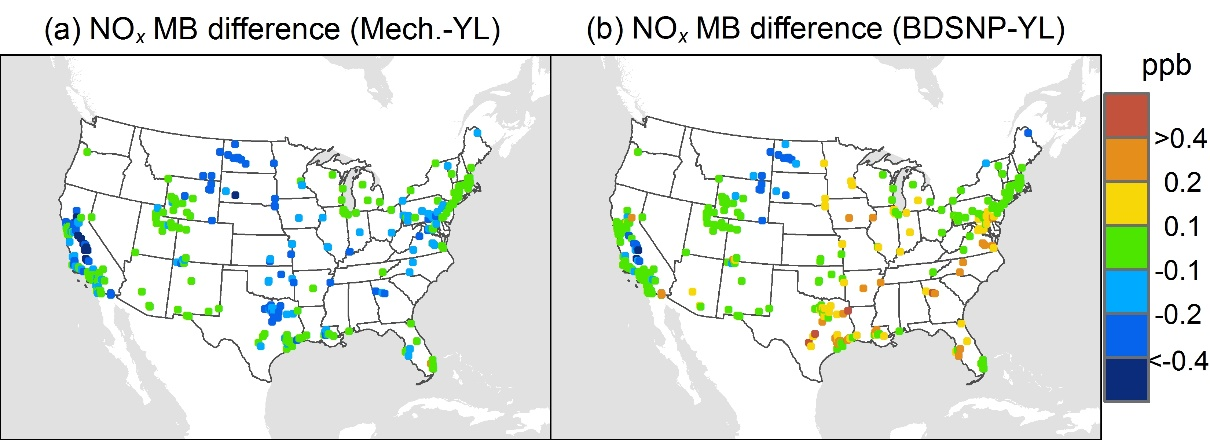 (a) NOx MB difference (Mech.-YL)
(b) NOx MB difference (BDSNP-YL)
ppb
>0.4
0.2
0.1
-0.1
-0.2
<-0.4